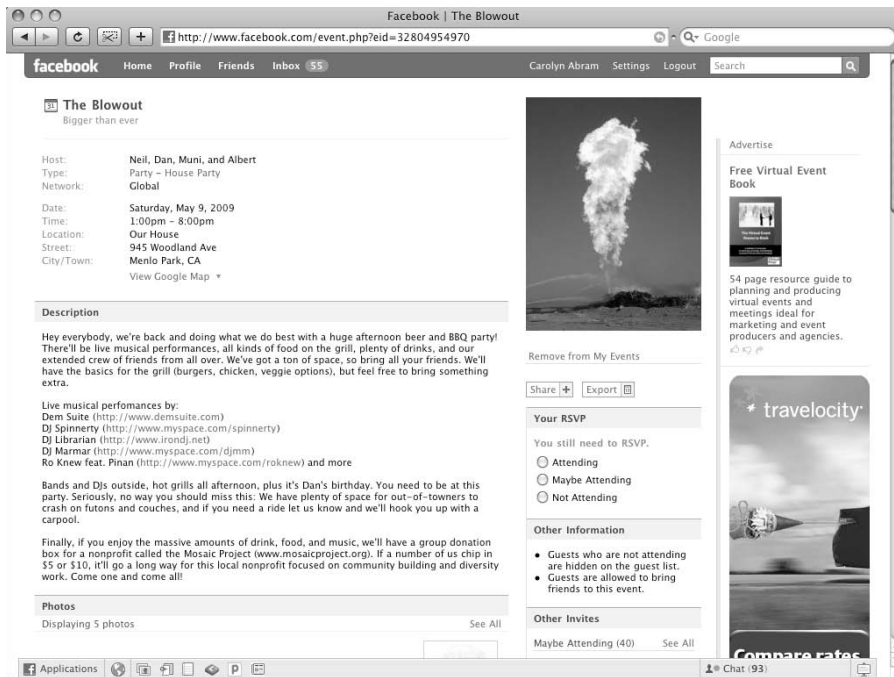 Facebook | The Blowout
http://www.facebook.com/event.php?eid=32804954970
Google
facebook Home Profile Friends Inbox 55 Carolyn Abram Settings Logout Search
31 The Blowout
Bigger than ever
Host: Neil, Dan, Muni, and Albert
Type: Party – House Party
Network: Global
Date: Saturday, May 9, 2009
Time: 1:00pm – 8:00pm
Location: Our House
Street: 945 Woodland Ave
City/Town: Menlo Park, CA
View Google Map
Description
Hey everybody, we're back and doing what we do best with a huge afternoon beer and BBQ party!
There'll be live musical performances, all kinds of food on the grill, plenty of drinks, and our
extended crew of friends from all over. We've got a ton of space, so bring all your friends. We'll
have the basics for the grill (burgers, chicken, veggie options), but feel free to bring something
extra.
Live musical perfomances by:
Dem Suite (http://www.demsuite.com)
DJ Spinnerty (http://www.myspace.com/spinnerty)
DJ Librarian (http://www.irondj.net)
DJ Marmar (http://www.myspace.com/djmm)
Ro Knew feat. Pinan (http://www.myspace.com/roknew) and more
Bands and DJs outside, hot grills all afternoon, plus it's Dan's birthday. You need to be at this
party. Seriously, no way you should miss this: We have plenty of space for out-of-towners to
crash on futons and couches, and if you need a ride let us know and we'll hook you up with a
carpool.
Finally, if you enjoy the massive amounts of drink, food, and music, we'll have a group donation
box for a nonprofit called the Mosaic Project (www.mosaicproject.org). If a number of us chip in
$5 or $10, it'll go a long way for this local nonprofit focused on community building and diversity
work. Come one and come all!
Photos
Displaying 5 photos See All
Remove from My Events
Share + Export
Your RSVP
You still need to RSVP.
Attending
Maybe Attending
Not Attending
Other Information
Guests who are not attending
are hidden on the guest list.
Guests are allowed to bring
friends to this event.
Other Invites
Maybe Attending (40) See All
Advertise
Free Virtual Event
Book
54 page resource guide to
planning and producing
virtual events and
meetings ideal for
marketing and event
producers and agencies.
travelocity
Compare rates
Applications
Chat (93)